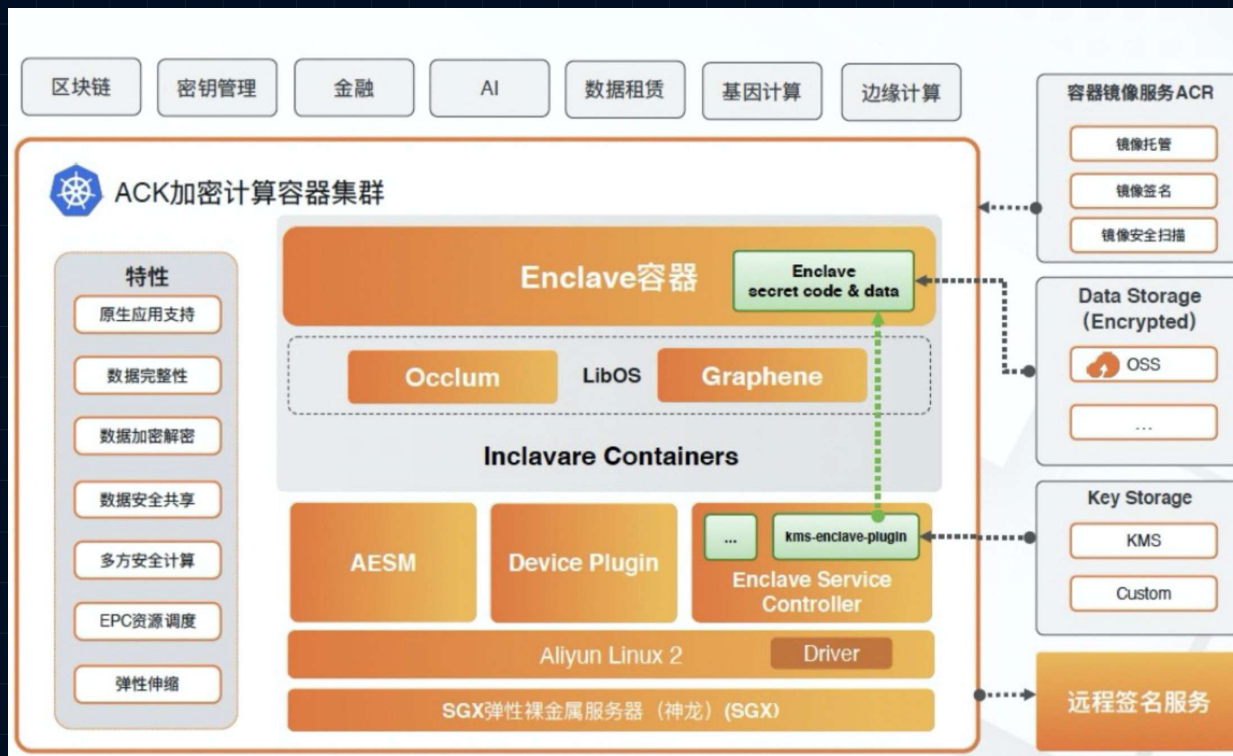 区块链
密钥管理
金融
AI
数据租赁
基因计算
边缘计算
ACK加密计算容器集群
特性
原生应用支持
数据完整性
数据加密解密
数据安全共享
多方安全计算
EPC资源调度
弹性伸缩
Enclave容器
Enclave
secret code & data
Occlum
LibOS
Graphene
Inclavare Containers
AESM
Device Plugin
...
kms-enclave-plugin
Enclave Service
Controller
Aliyun Linux 2
Driver
SGX弹性裸金属服务器（神龙）(SGX)
容器镜像服务ACR
镜像托管
镜像签名
镜像安全扫描
Data Storage
(Encrypted)
OSS
...
Key Storage
KMS
Custom
远程签名服务